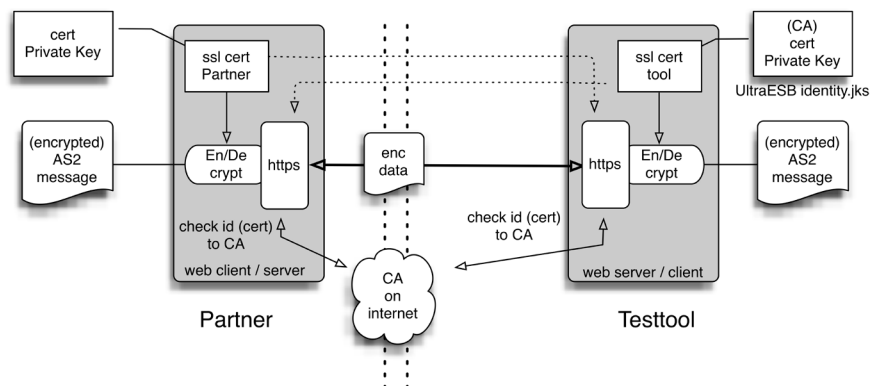 cert
Private Key
ssl cert
Partner
ssl cert
tool
(CA)
cert
Private Key
UltraESB identity.jks
(encrypted)
AS2
message
En/De
crypt
https
enc
data
https
En/De
crypt
(encrypted)
AS2
message
check id (cert)
to CA
check id (cert)
to CA
web client / server
CA
on
internet
web server / client
Partner
Testtool